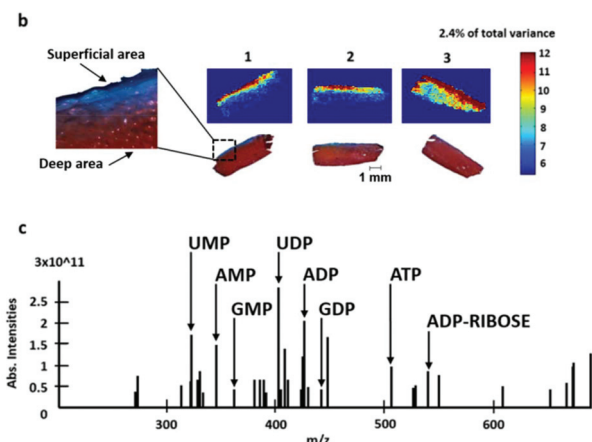 b
2.4% of total variance
Superficial area
1
2
3
12
11
10
9
8
7
6
Deep area
1 mm
c
3x10^11
UMP
UDP
AMP
ADP
ATP
GMP
GDP
ADP-RIBOSE
2.5
2
1.5
1
0.5
0
Abs. Intensities
300
400
500
600
m/z